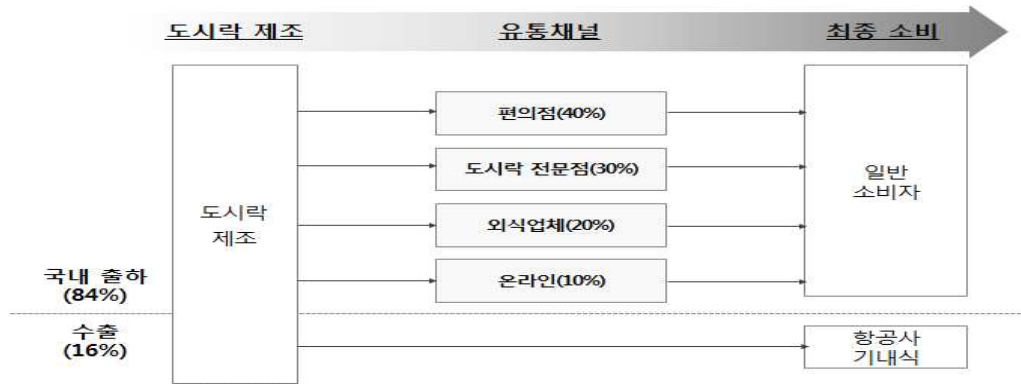 도시락 제조
유통채널
최종 소비
편의점(40%)
도시락 전문점(30%)
외식업체(20%)
온라인(10%)
도시락
제조
일반
소비자
국내 출하
(84%)
수출
(16%)
항공사
기내식